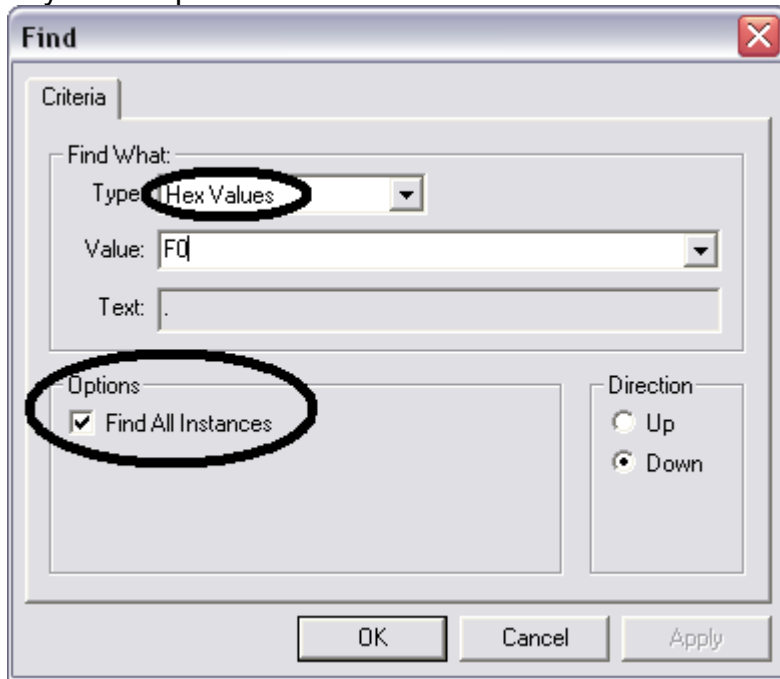 Find
Criteria
Find What:
Type: Hex Values
Value: F0
Text: .
Options
Find All Instances
Direction
Up
Down
OK Cancel Apply